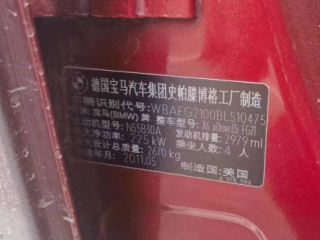 德国宝马汽车集团史帕滕博格工厂制造
车辆识别代号: WBAFG2100BL510475
品牌: 宝马(BMW) 牌 整车型号: X6 xDrive35i FG21
发动机型号: N55B30A 发动机排量: 2979 ml
最大净功率: 225 kW 乘坐人数: 4 人
最大设计总质量: 2670 kg
出厂年月: 2011.05 制造国: 美国